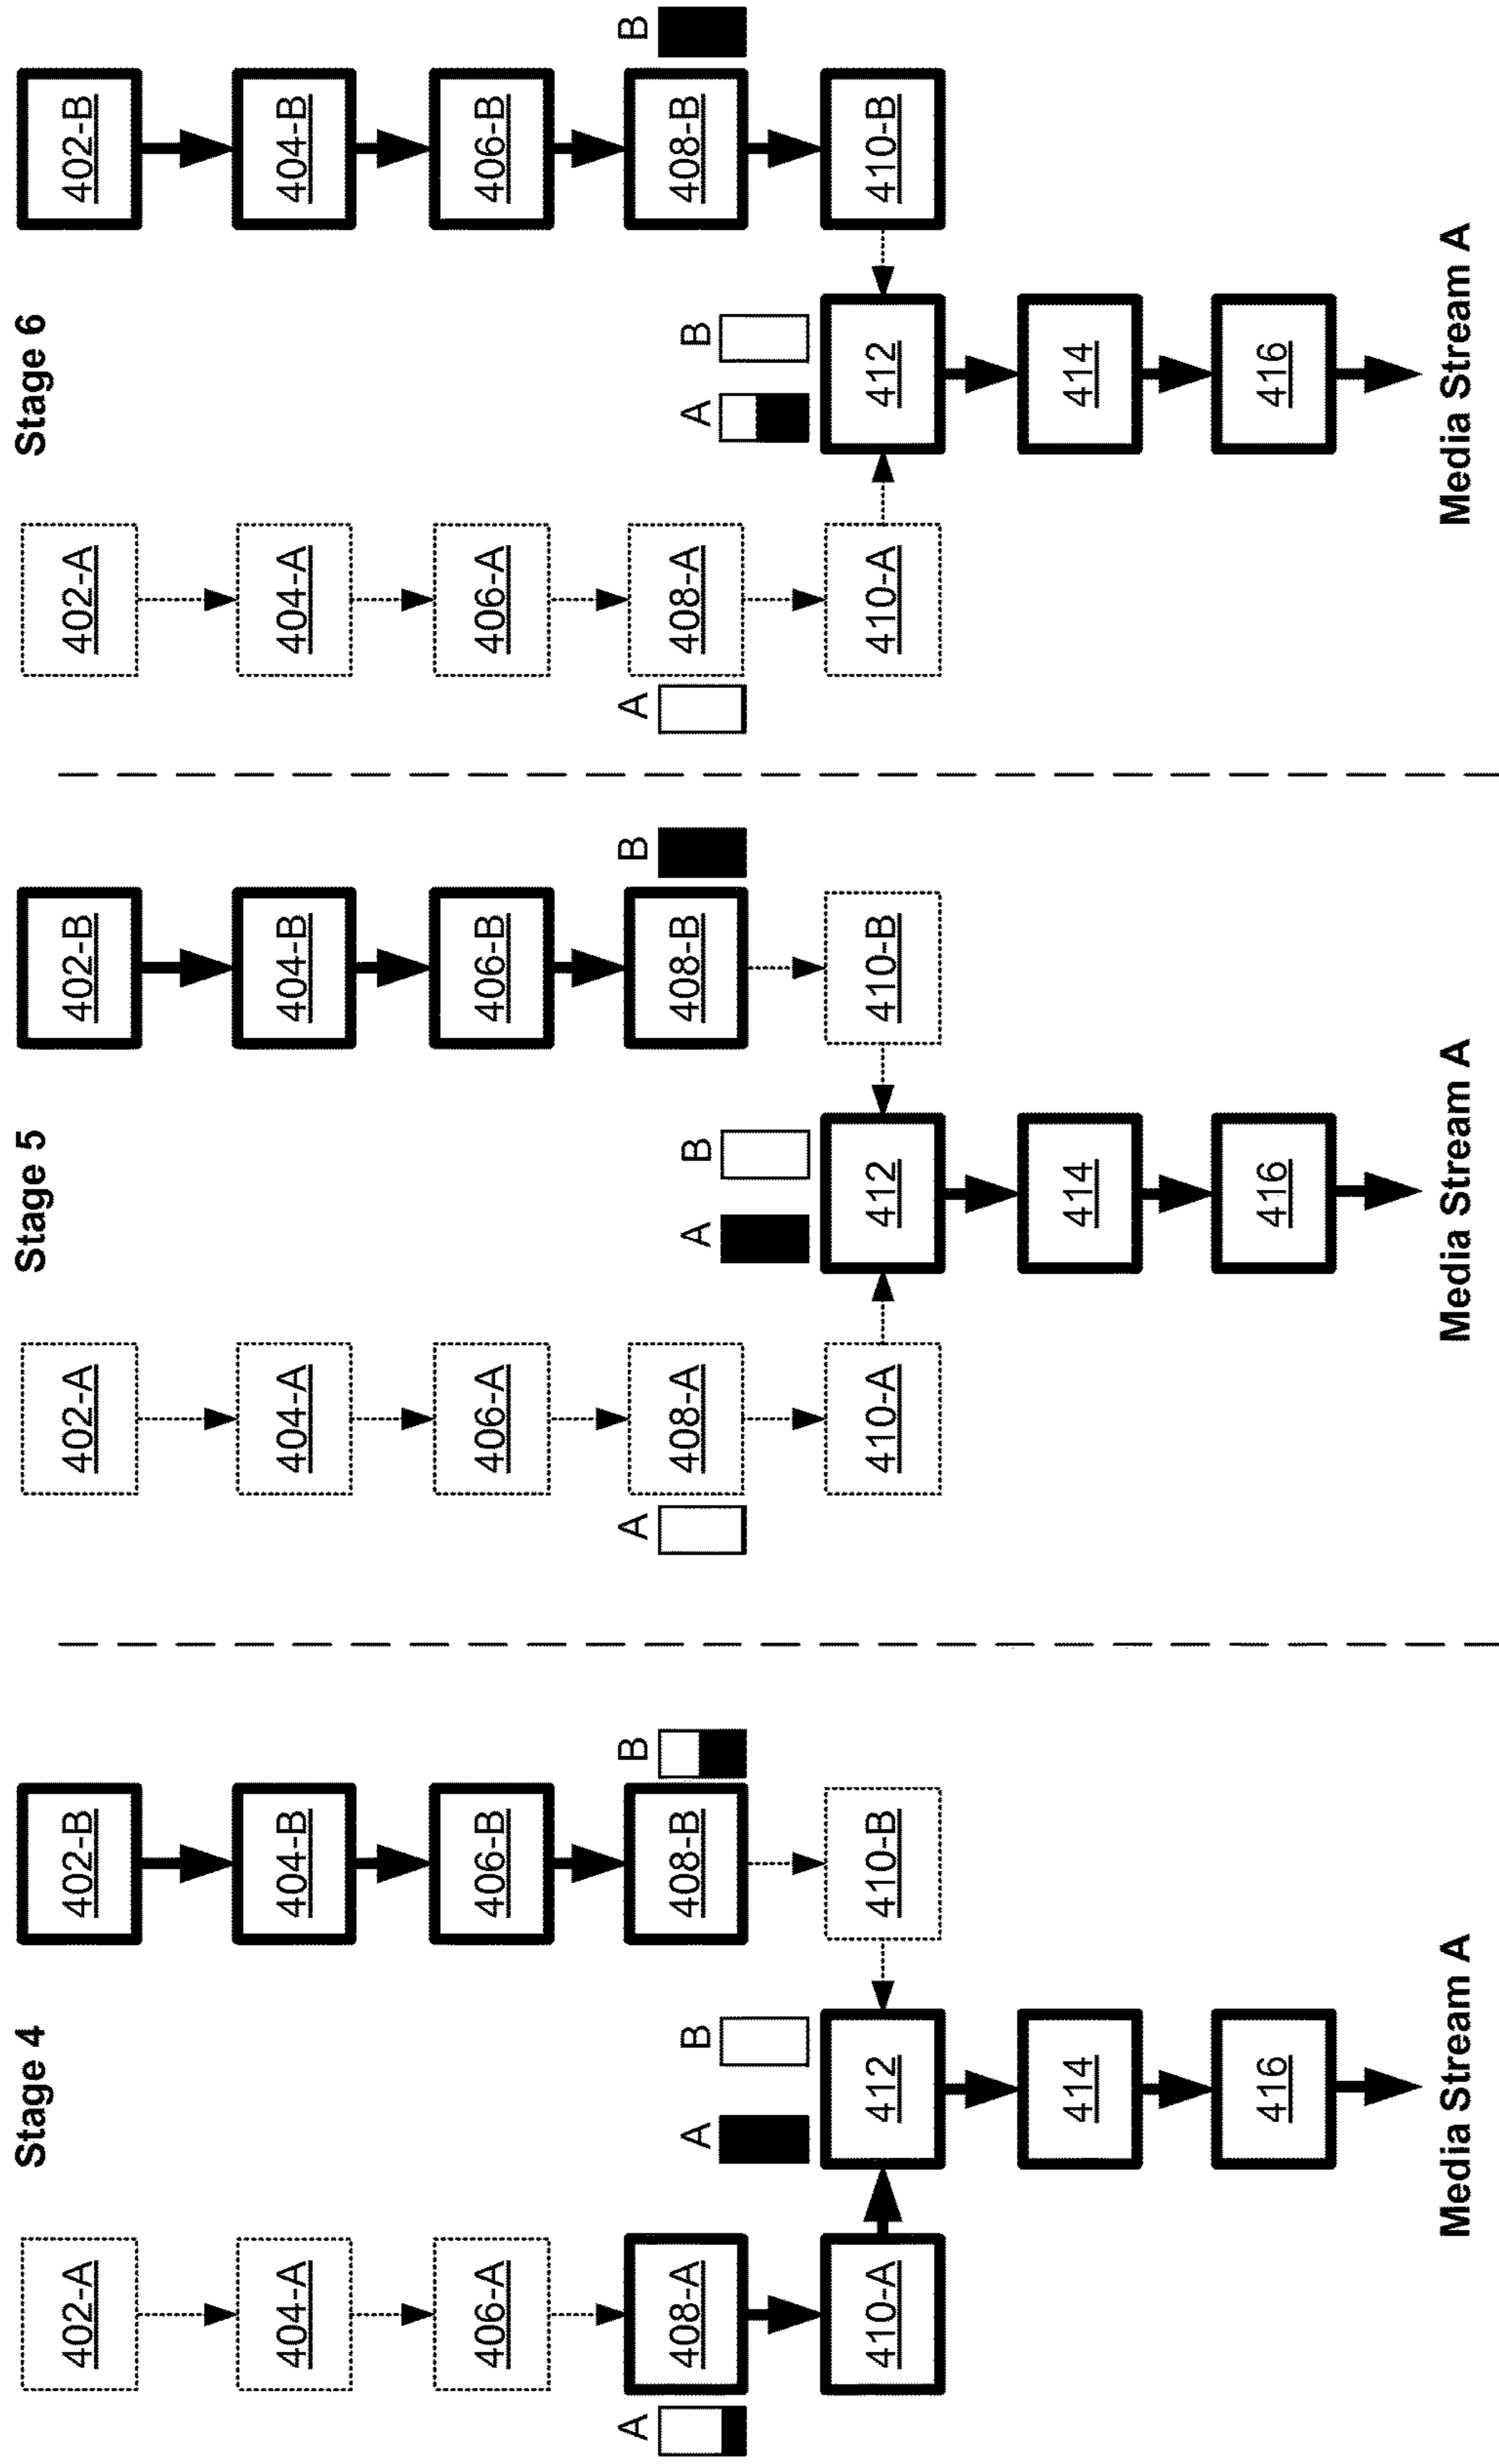 Stage 4
402-A
402-B
404-A
404-B
406-A
406-B
A
408-A
408-B
B
A
B
410-A
412
410-B
414
416
Media Stream A
Stage 5
402-A
402-B
404-A
404-B
406-A
406-B
A
408-A
408-B
B
A
B
410-A
412
410-B
414
416
Media Stream A
Stage 6
402-A
402-B
404-A
404-B
406-A
406-B
A
408-A
408-B
B
A
B
410-A
412
410-B
414
416
Media Stream A